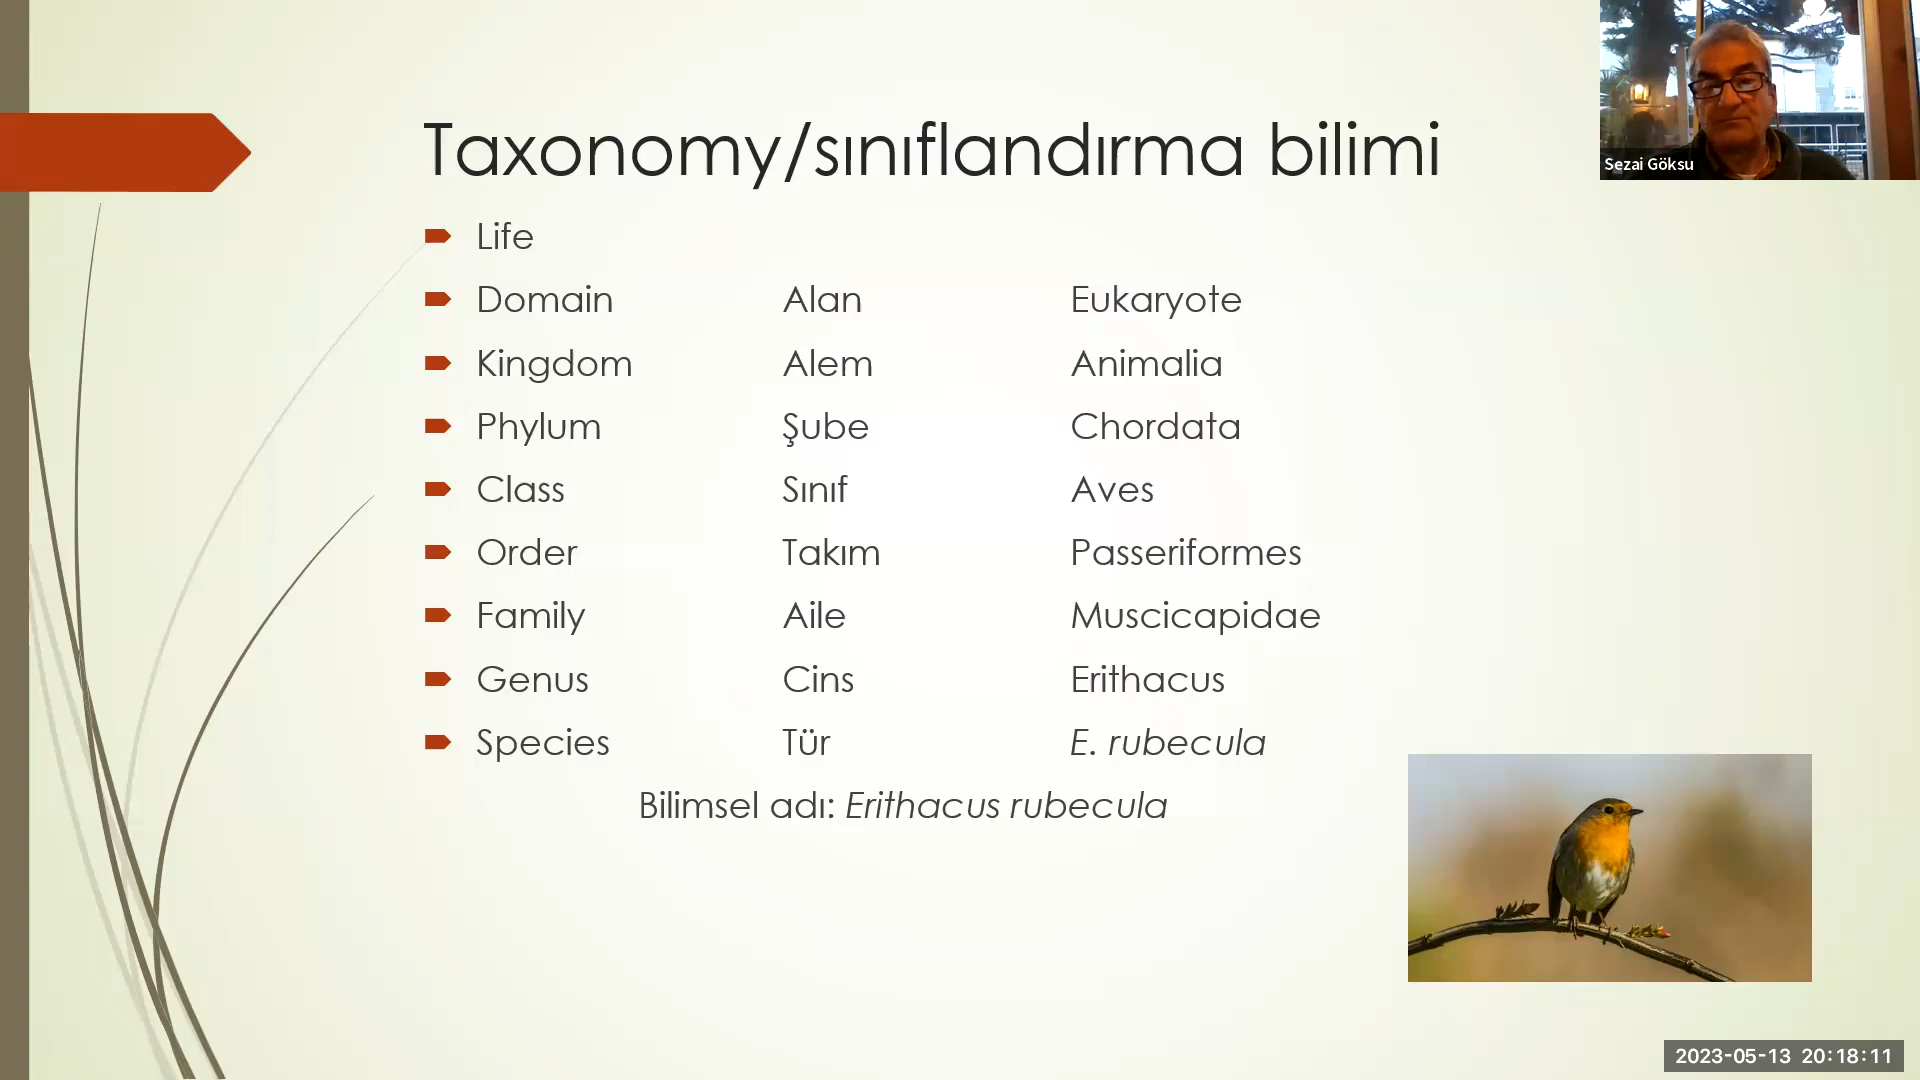 Taxonomy/sınıflandırma bilimi
Sezai Göksu
Life
Domain Alan Eukaryote
Kingdom Alem Animalia
Phylum Şube Chordata
Class Sınıf Aves
Order Takım Passeriformes
Family Aile Muscicapidae
Genus Cins Erithacus
Species Tür E. rubecula
Bilimsel adı: Erithacus rubecula
2023-05-13 20:18:11